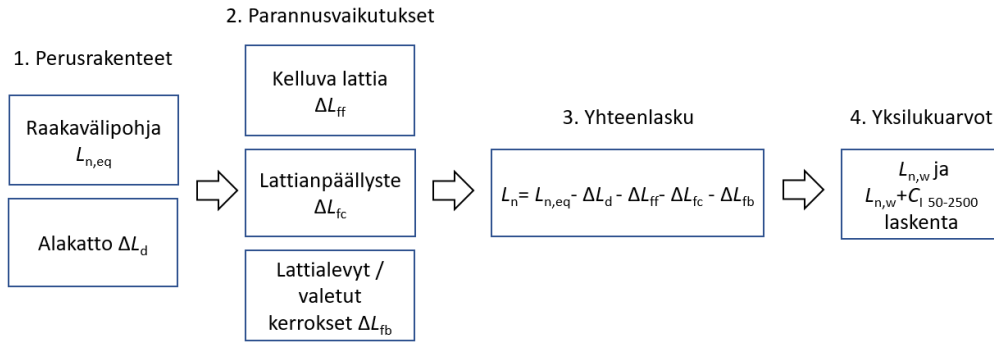 1. Perusrakenteet
Raakavälipohja
Ln,eq
Alakatto ΔLd
2. Parannusvaikutukset
Kelluva lattia
ΔLff
Lattianpäällyste
ΔLfc
Lattialevyt /
valetut
kerrokset ΔLfb
3. Yhteenlasku
Ln= Ln,eq- ΔLd - ΔLff- ΔLfc - ΔLfb
4. Yksilukuarvot
Ln,w ja
Ln,w+CI 50-2500
laskenta